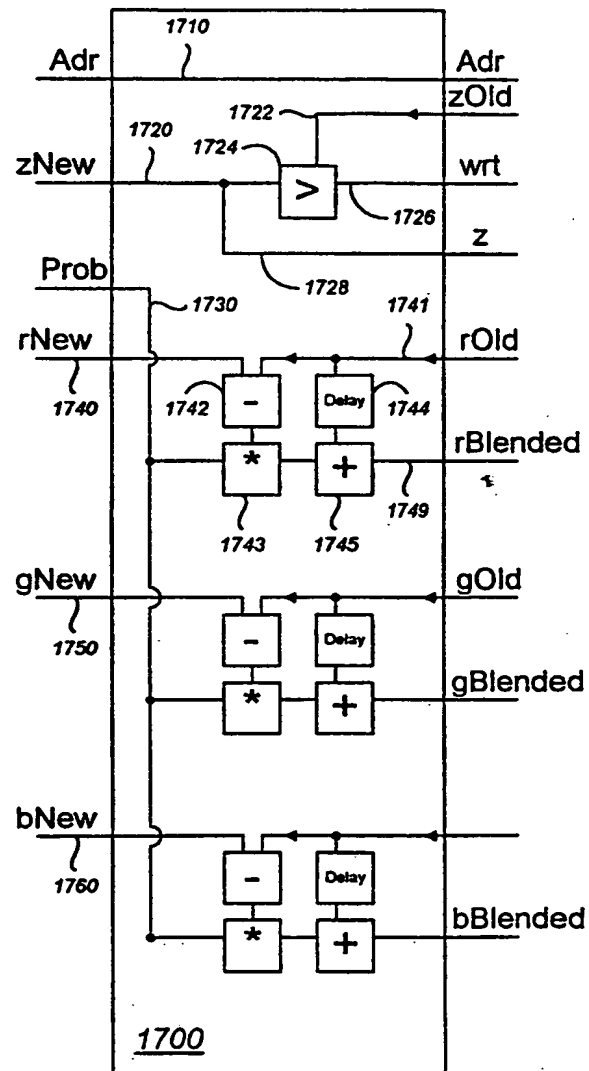 1710
Adr Adr
1722 zOld
1720 1724
zNew > wrt
1726
z
1728
Prob
1730 1741
rNew rOld
1740 1742 - Delay 1744
rBlended
* +
1749
1743 1745
gNew gOld
1750 - Delay
gBlended
* +
bNew
1760 - Delay
bBlended
* +
1700